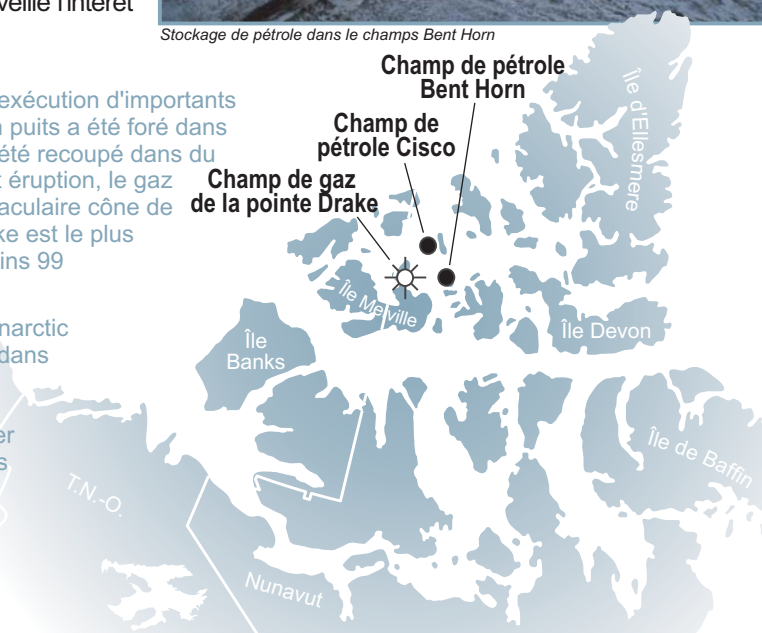 veille l'intérêt
Stockage de pétrole dans le champs Bent Horn
exécution d'importants
puits a été foré dans
été recoupé dans du
éruption, le gaz
aculaire cône de
ke est le plus
ins 99
narctic
dans
er
s
Champ de pétrole
Bent Horn
Champ de
pétrole Cisco
Champ de gaz
de la pointe Drake
Île d'Ellesmere
Île Melville
Île Devon
Île
Banks
Île de Baffin
T.N.-O.
Nunavut